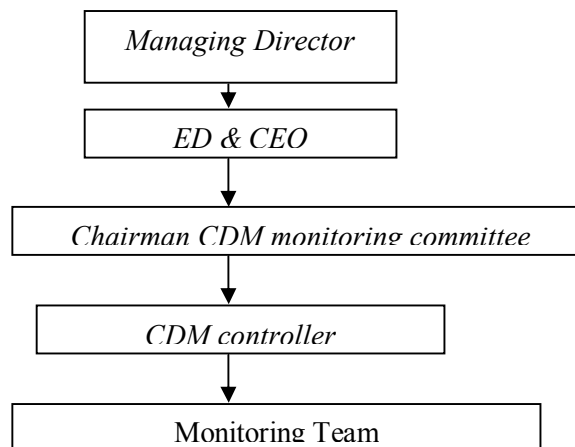 Managing Director
ED & CEO
Chairman CDM monitoring committee
CDM controller
Monitoring Team